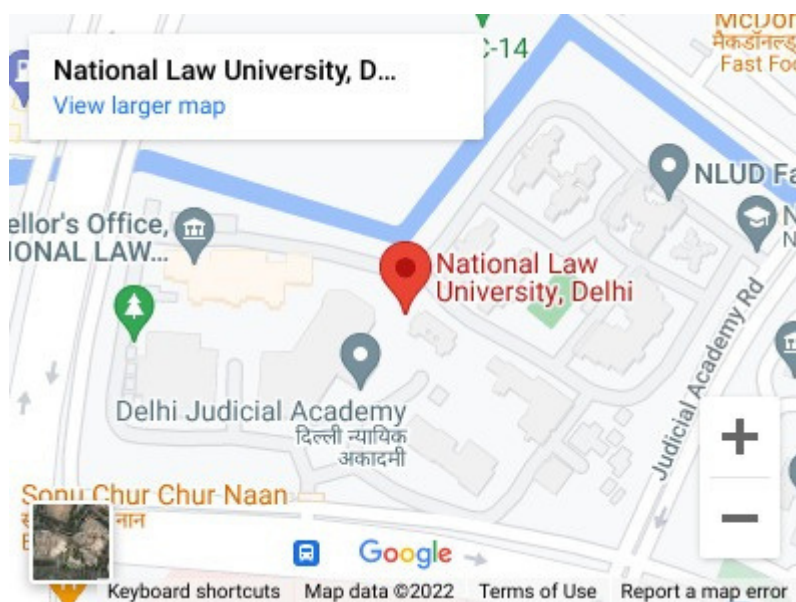 National Law University, D...
View larger map
C-14
McDon
मैकडॉनल्ड्
Fast Foo
NLUD Fa
N
N
ellor's Office,
IONAL LAW...
National Law
University, Delhi
Judicial Academy Rd
Delhi Judicial Academy
दिल्ली न्यायिक
अकादमी
Sonu Chur Chur Naan
नान
+
−
Google
Keyboard shortcuts Map data ©2022 Terms of Use Report a map error